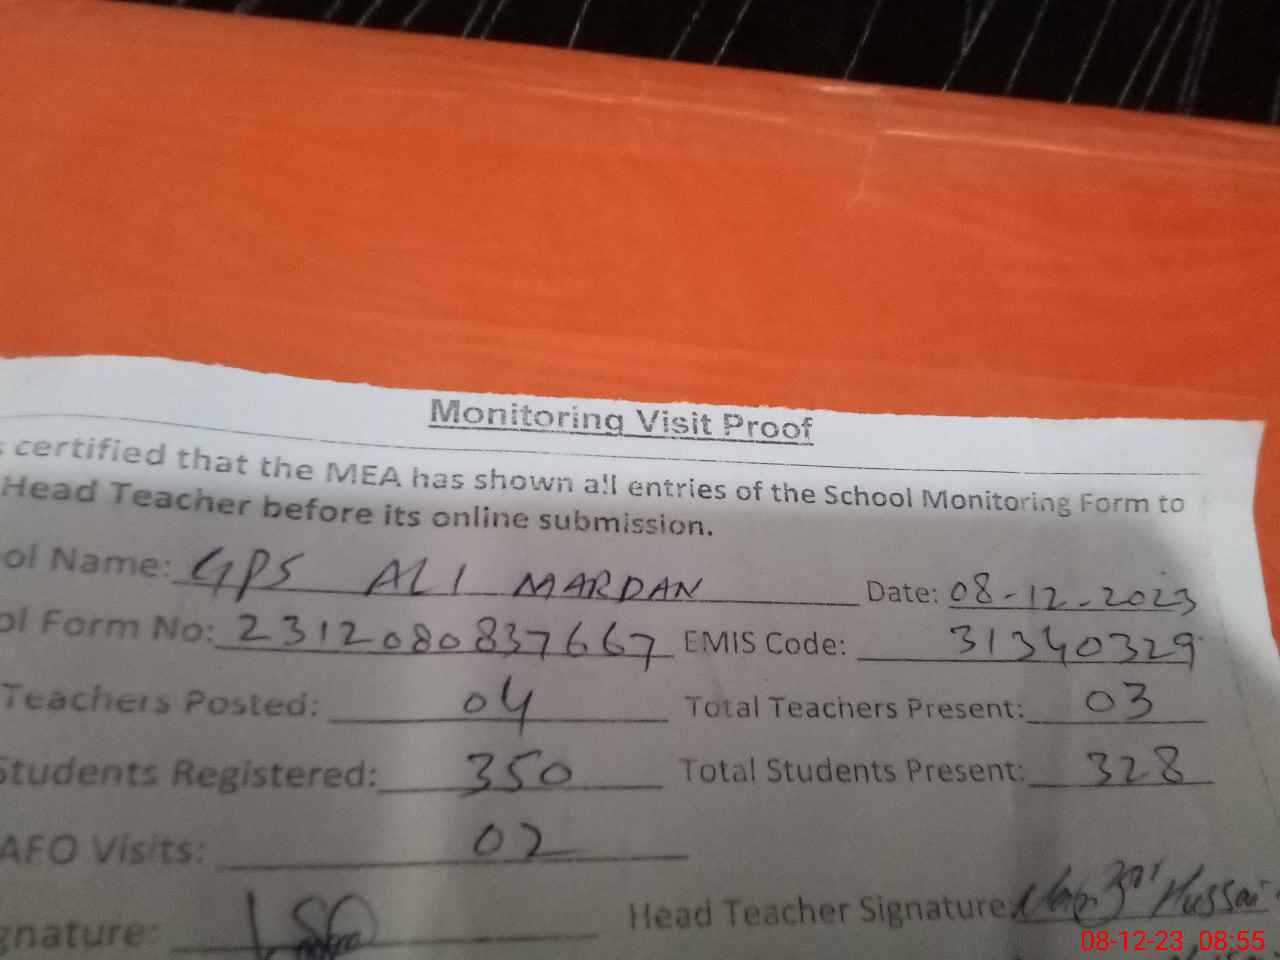 Monitoring Visit Proof
certified that the MEA has shown all entries of the School Monitoring Form to
Head Teacher before its online submission.
ol Name: GPS ALI MARDAN Date: 08-12-2023
ol Form No: 2312080837667 EMIS Code: 31340329
Teachers Posted: 04 Total Teachers Present: 03
Students Registered: 350 Total Students Present: 328
AFO Visits: 02
gnature: Head Teacher Signature: Hussai
08-12-23 08:55